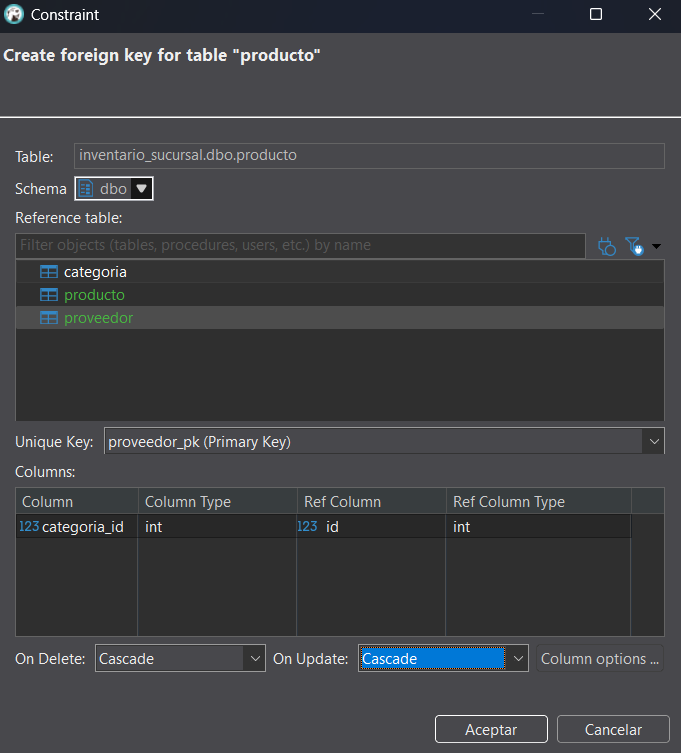 Constraint
Create foreign key for table "producto"
Table: inventario_sucursal.dbo.producto
Schema dbo
Reference table:
Filter objects (tables, procedures, users, etc.) by name
categoria
producto
proveedor
Unique Key: proveedor_pk (Primary Key)
Columns:
Column Column Type Ref Column Ref Column Type
123 categoria_id int 123 id int
On Delete: Cascade On Update: Cascade Column options ...
Aceptar Cancelar